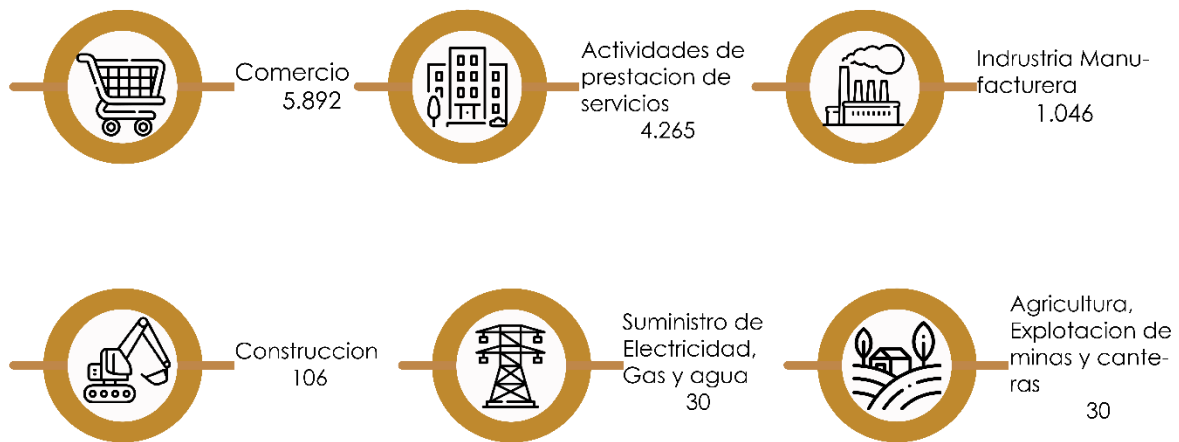 Comercio
5.892
Actividades de
prestacion de
servicios
4.265
Indrustria Manu-
facturera
1.046
Construccion
106
Suministro de
Electricidad,
Gas y agua
30
Agricultura,
Explotacion de
minas y cante-
ras
30